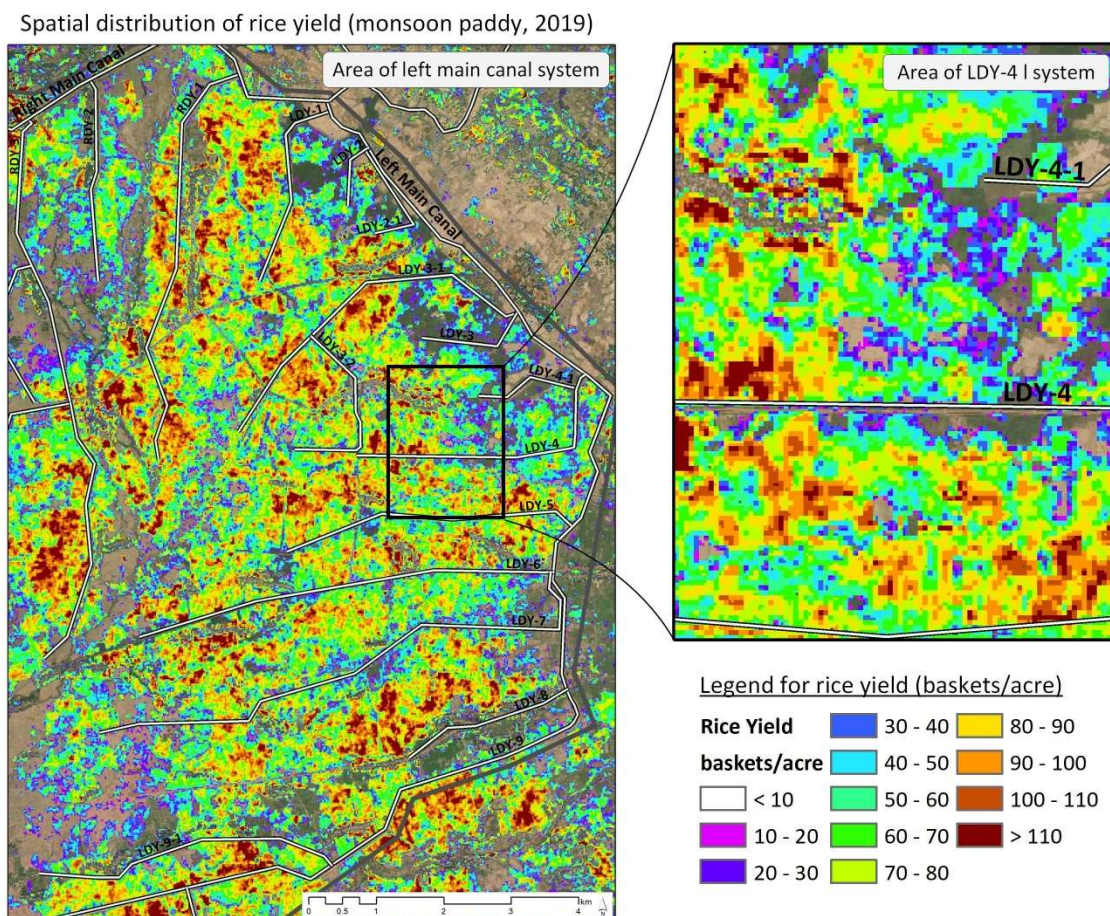 Spatial distribution of rice yield (monsoon paddy, 2019)
Area of left main canal system
Right Main Canal
RDY-2
RDY-1
LDY-1
LDY-2
Left Main Canal
LDY-2-1
LDY-3-1
LDY-3
LDY-3-2
LDY-4-1
LDY-4
LDY-5
LDY-6
LDY-7
LDY-8
LDY-9
LDY-9-1
km
0 0.5 1 2 3 4
Area of LDY-4 l system
LDY-4-1
LDY-4
Legend for rice yield (baskets/acre)
Rice Yield
baskets/acre
< 10
10 - 20
20 - 30
30 - 40
40 - 50
50 - 60
60 - 70
70 - 80
80 - 90
90 - 100
100 - 110
> 110